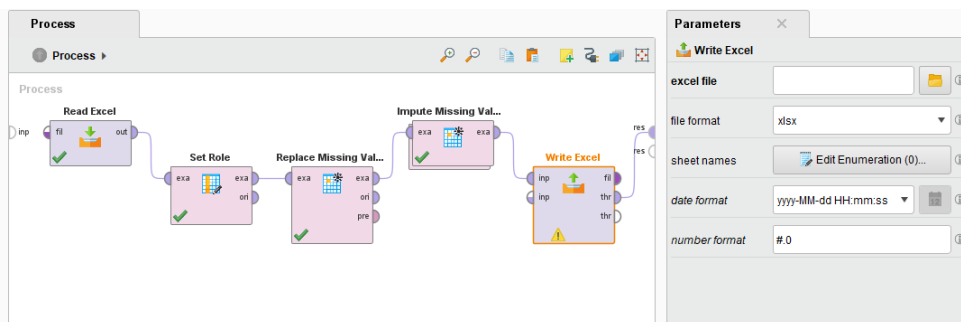 Process
Process
Process
inp
Read Excel
fil
out
Set Role
exa
exa
ori
Replace Missing Val...
exa
exa
ori
pre
Impute Missing Val...
exa
exa
Write Excel
inp
fil
inp
thr
thr
res
res
Parameters
Write Excel
excel file
file format
xlsx
sheet names
Edit Enumeration (0)...
date format
yyyy-MM-dd HH:mm:ss
12
number format
#.0